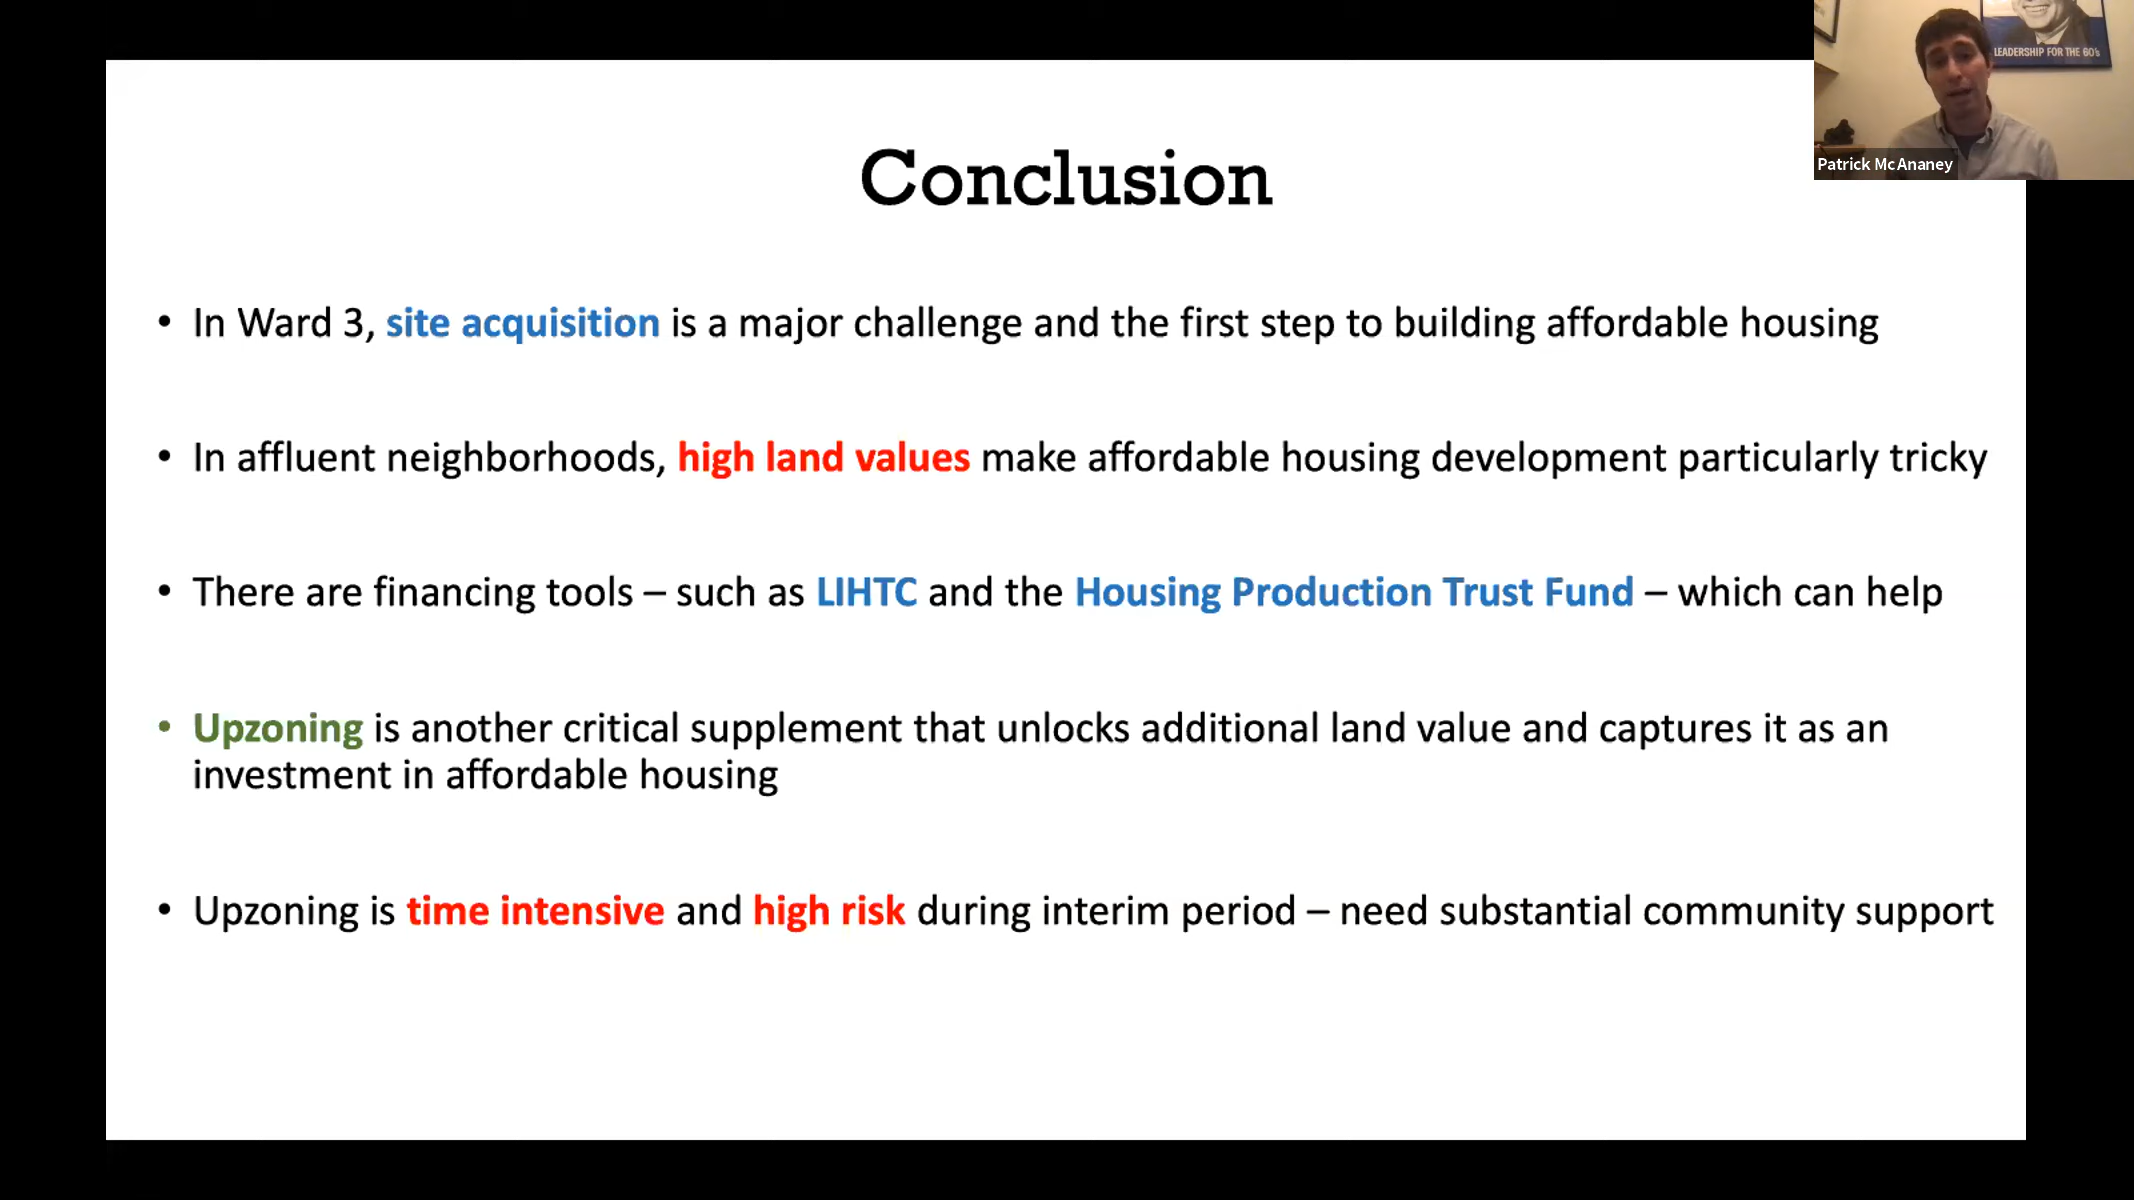 LEADERSHIP FOR THE 60's
Patrick McAnaney
Conclusion
• In Ward 3, site acquisition is a major challenge and the first step to building affordable housing
• In affluent neighborhoods, high land values make affordable housing development particularly tricky
• There are financing tools – such as LIHTC and the Housing Production Trust Fund – which can help
• Upzoning is another critical supplement that unlocks additional land value and captures it as an
investment in affordable housing
• Upzoning is time intensive and high risk during interim period – need substantial community support